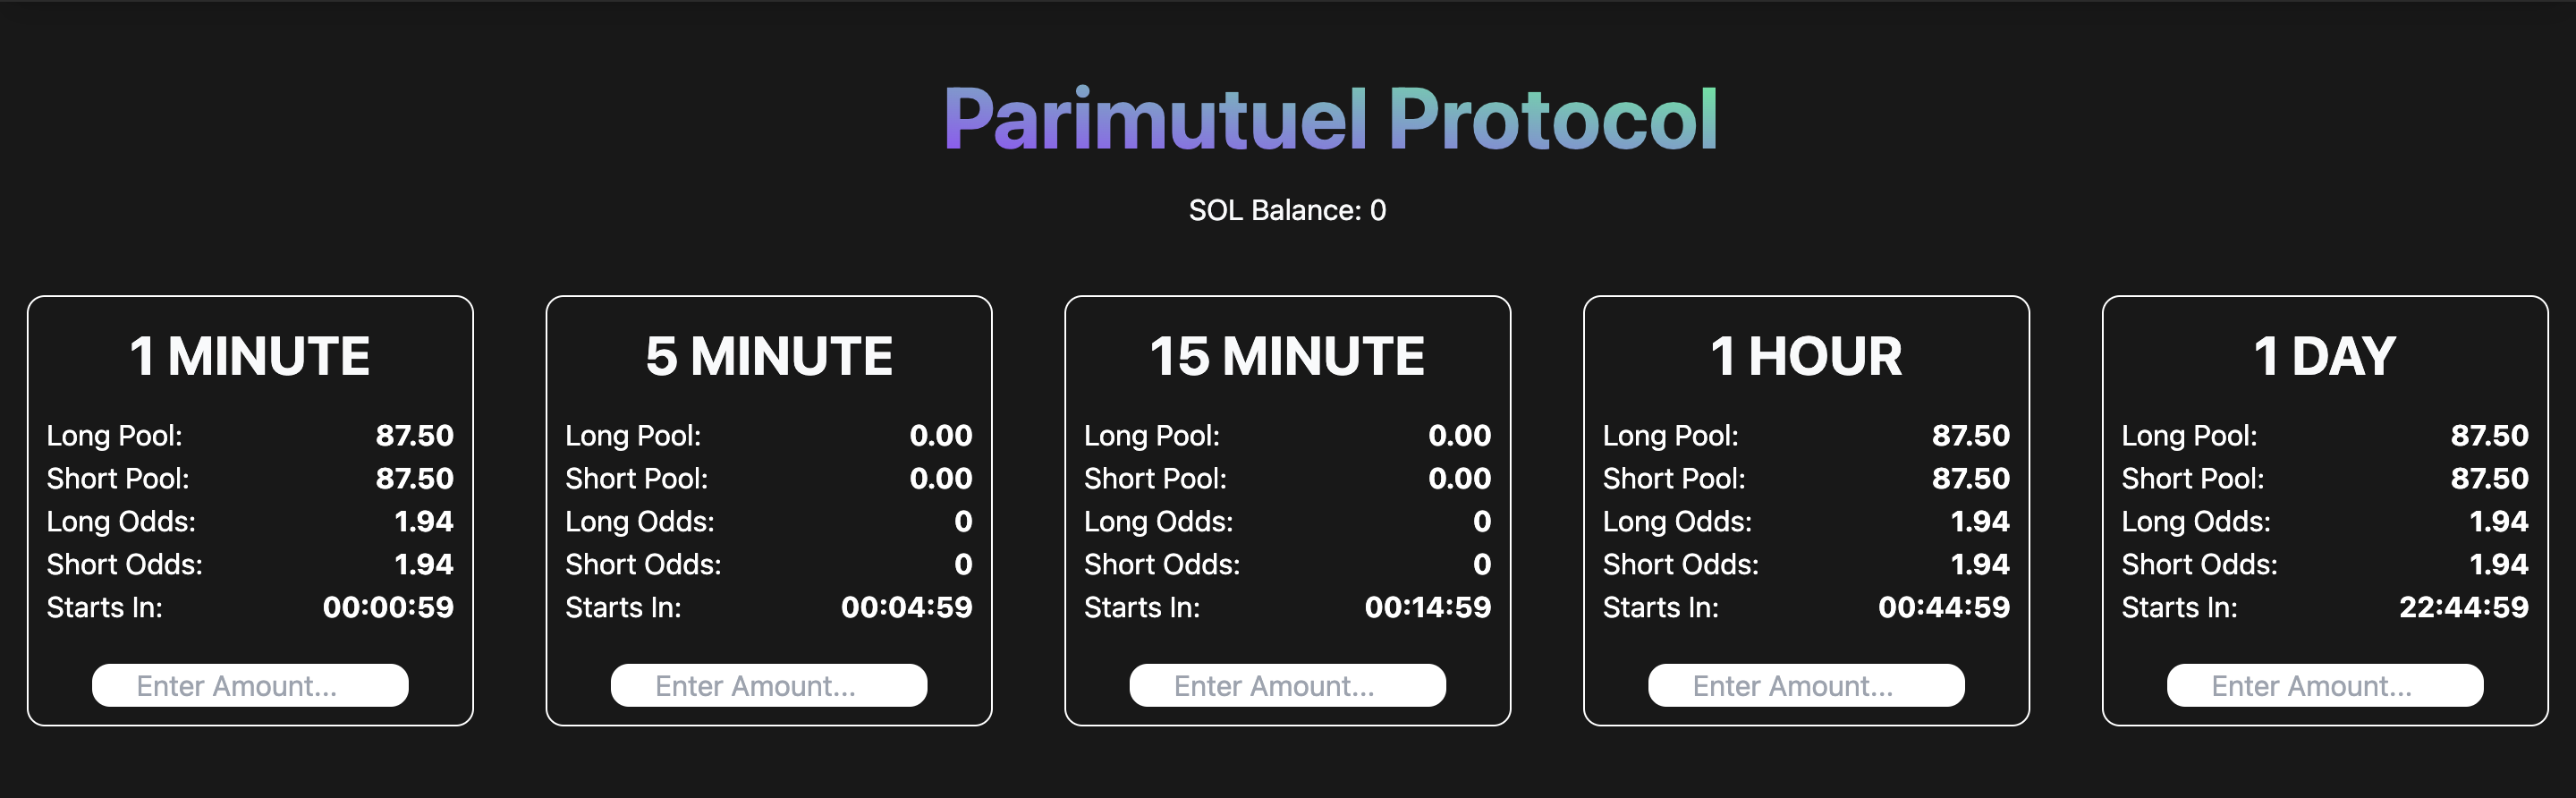 Parimutuel Protocol
SOL Balance: 0
1 MINUTE
Long Pool: 87.50
Short Pool: 87.50
Long Odds: 1.94
Short Odds: 1.94
Starts In: 00:00:59
Enter Amount...
5 MINUTE
Long Pool: 0.00
Short Pool: 0.00
Long Odds: 0
Short Odds: 0
Starts In: 00:04:59
Enter Amount...
15 MINUTE
Long Pool: 0.00
Short Pool: 0.00
Long Odds: 0
Short Odds: 0
Starts In: 00:14:59
Enter Amount...
1 HOUR
Long Pool: 87.50
Short Pool: 87.50
Long Odds: 1.94
Short Odds: 1.94
Starts In: 00:44:59
Enter Amount...
1 DAY
Long Pool: 87.50
Short Pool: 87.50
Long Odds: 1.94
Short Odds: 1.94
Starts In: 22:44:59
Enter Amount...